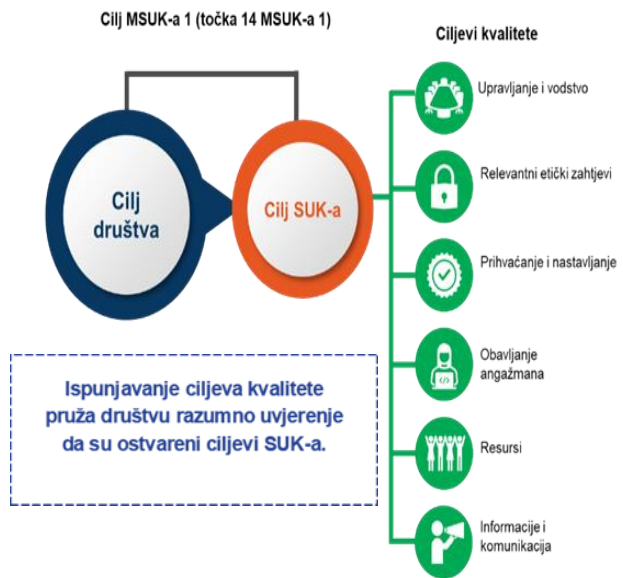 Cilj MSUK-a 1 (točka 14 MSUK-a 1)
Ciljevi kvalitete
Cilj
društva
Cilj SUK-a
Upravljanje i vodstvo
Relevantni etički zahtjevi
Prihvaćanje i nastavljanje
Obavljanje
angažmana
Resursi
Informacije i
komunikacija
Ispunjavanje ciljeva kvalitete
pruža društvu razumno uvjerenje
da su ostvareni ciljevi SUK-a.